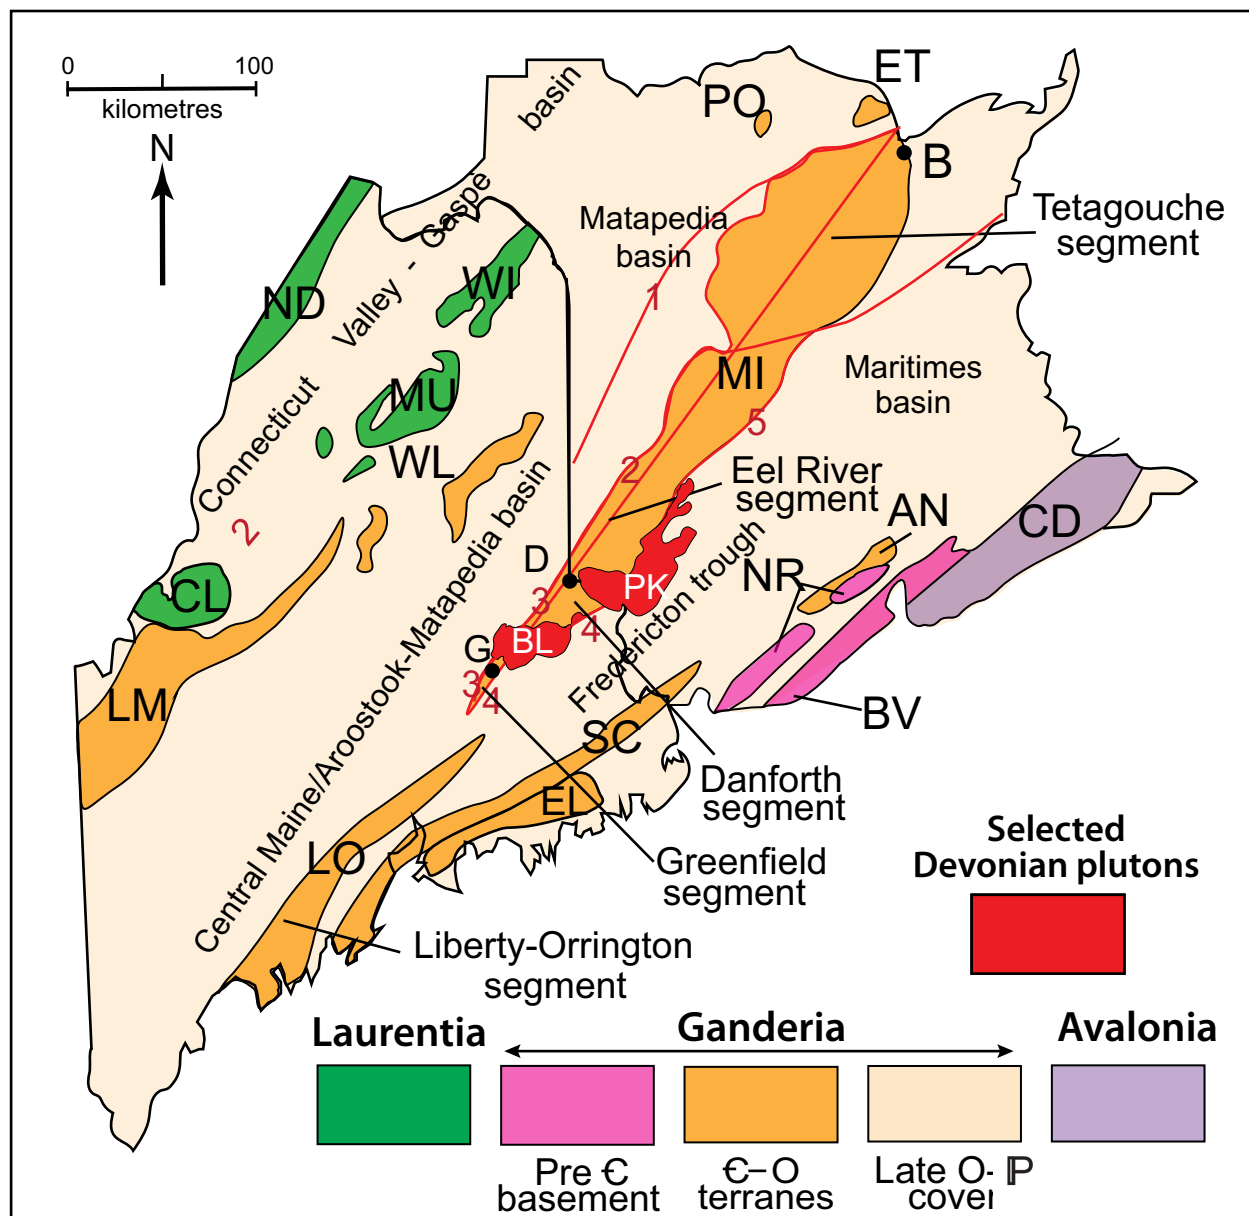 0
100
kilometres
N
basin
PO
ET
B
Matapedia
basin
Tetagouche
segment
Valley - Gaspé
ND
WI
1
MI
Maritimes
basin
MU
WL
Connecticut
2
5
2
Eel River
segment
AN
CD
D
PK
NR
CL
3
4
BL
G
3
4
Fredericton trough
Central Maine/Aroostook-Matapedia basin
LM
BV
SC
EL
Danforth
segment
LO
Greenfield
segment
Liberty-Orrington
segment
Selected
Devonian plutons
Laurentia
Ganderia
Avalonia
Pre Є
basement
Є–O
terranes
Late O- ℙ
cover